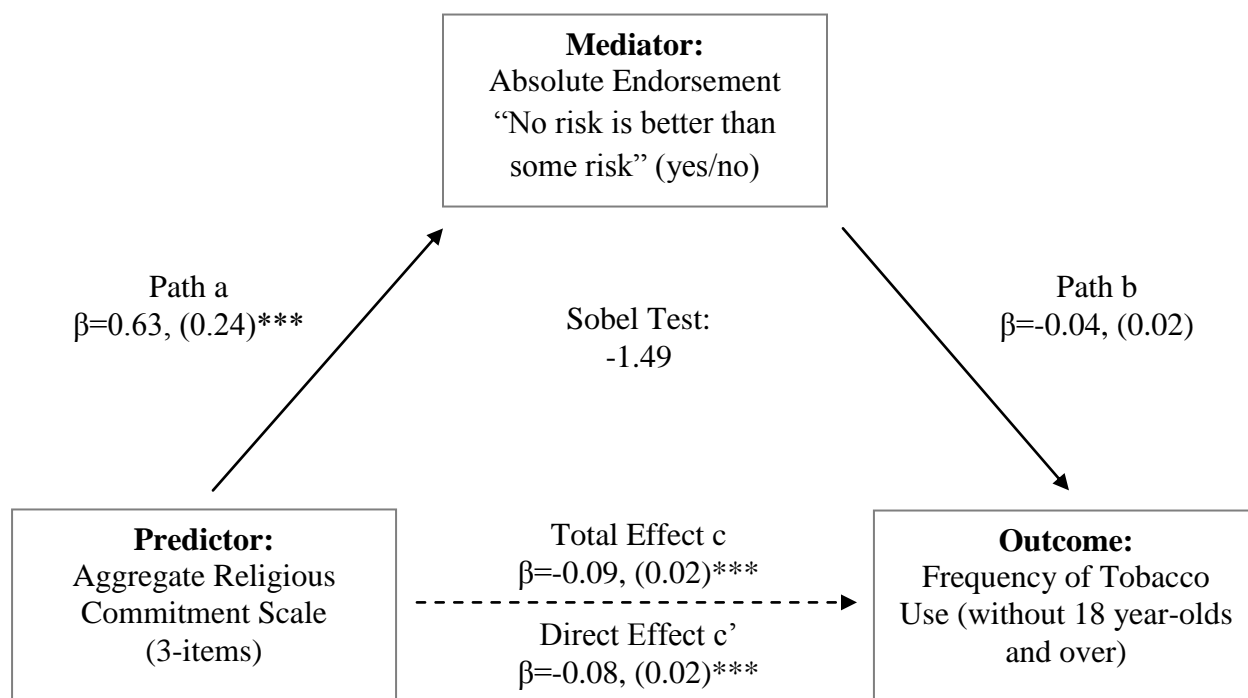 Mediator:
Absolute Endorsement
“No risk is better than
some risk” (yes/no)
Path a
β=0.63, (0.24)***
Sobel Test:
-1.49
Path b
β=-0.04, (0.02)
Predictor:
Aggregate Religious
Commitment Scale
(3-items)
Total Effect c
β=-0.09, (0.02)***
Direct Effect c’
β=-0.08, (0.02)***
Outcome:
Frequency of Tobacco
Use (without 18 year-olds
and over)